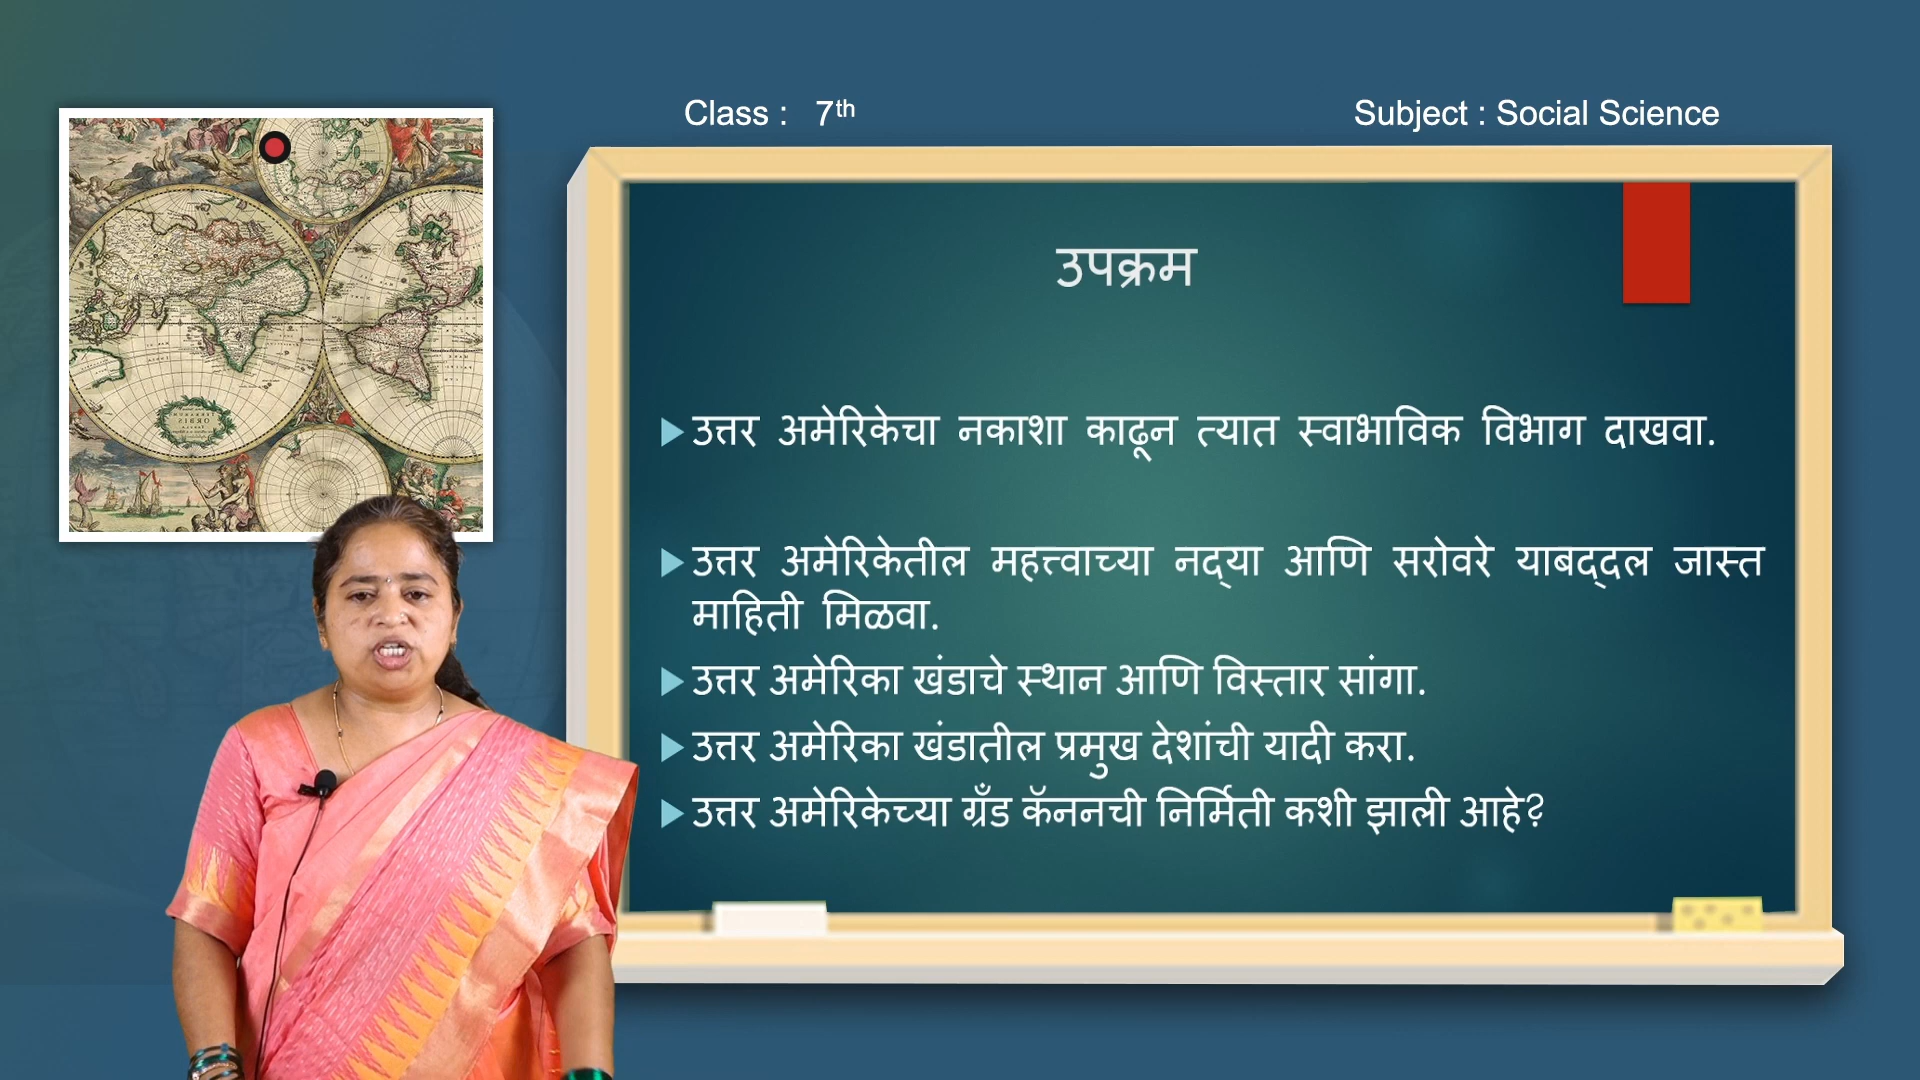 Class : 7th
Subject : Social Science
उपक्रम
उत्तर अमेरिकेचा नकाशा काढून त्यात स्वाभाविक विभाग दाखवा.
उत्तर अमेरिकेतील महत्त्वाच्या नद्‌या आणि सरोवरे याबद्‌दल जास्त
माहिती मिळवा.
उत्तर अमेरिका खंडाचे स्थान आणि विस्तार सांगा.
उत्तर अमेरिका खंडातील प्रमुख देशांची यादी करा.
उत्तर अमेरिकेच्या ग्रँड कॅननची निर्मिती कशी झाली आहे?